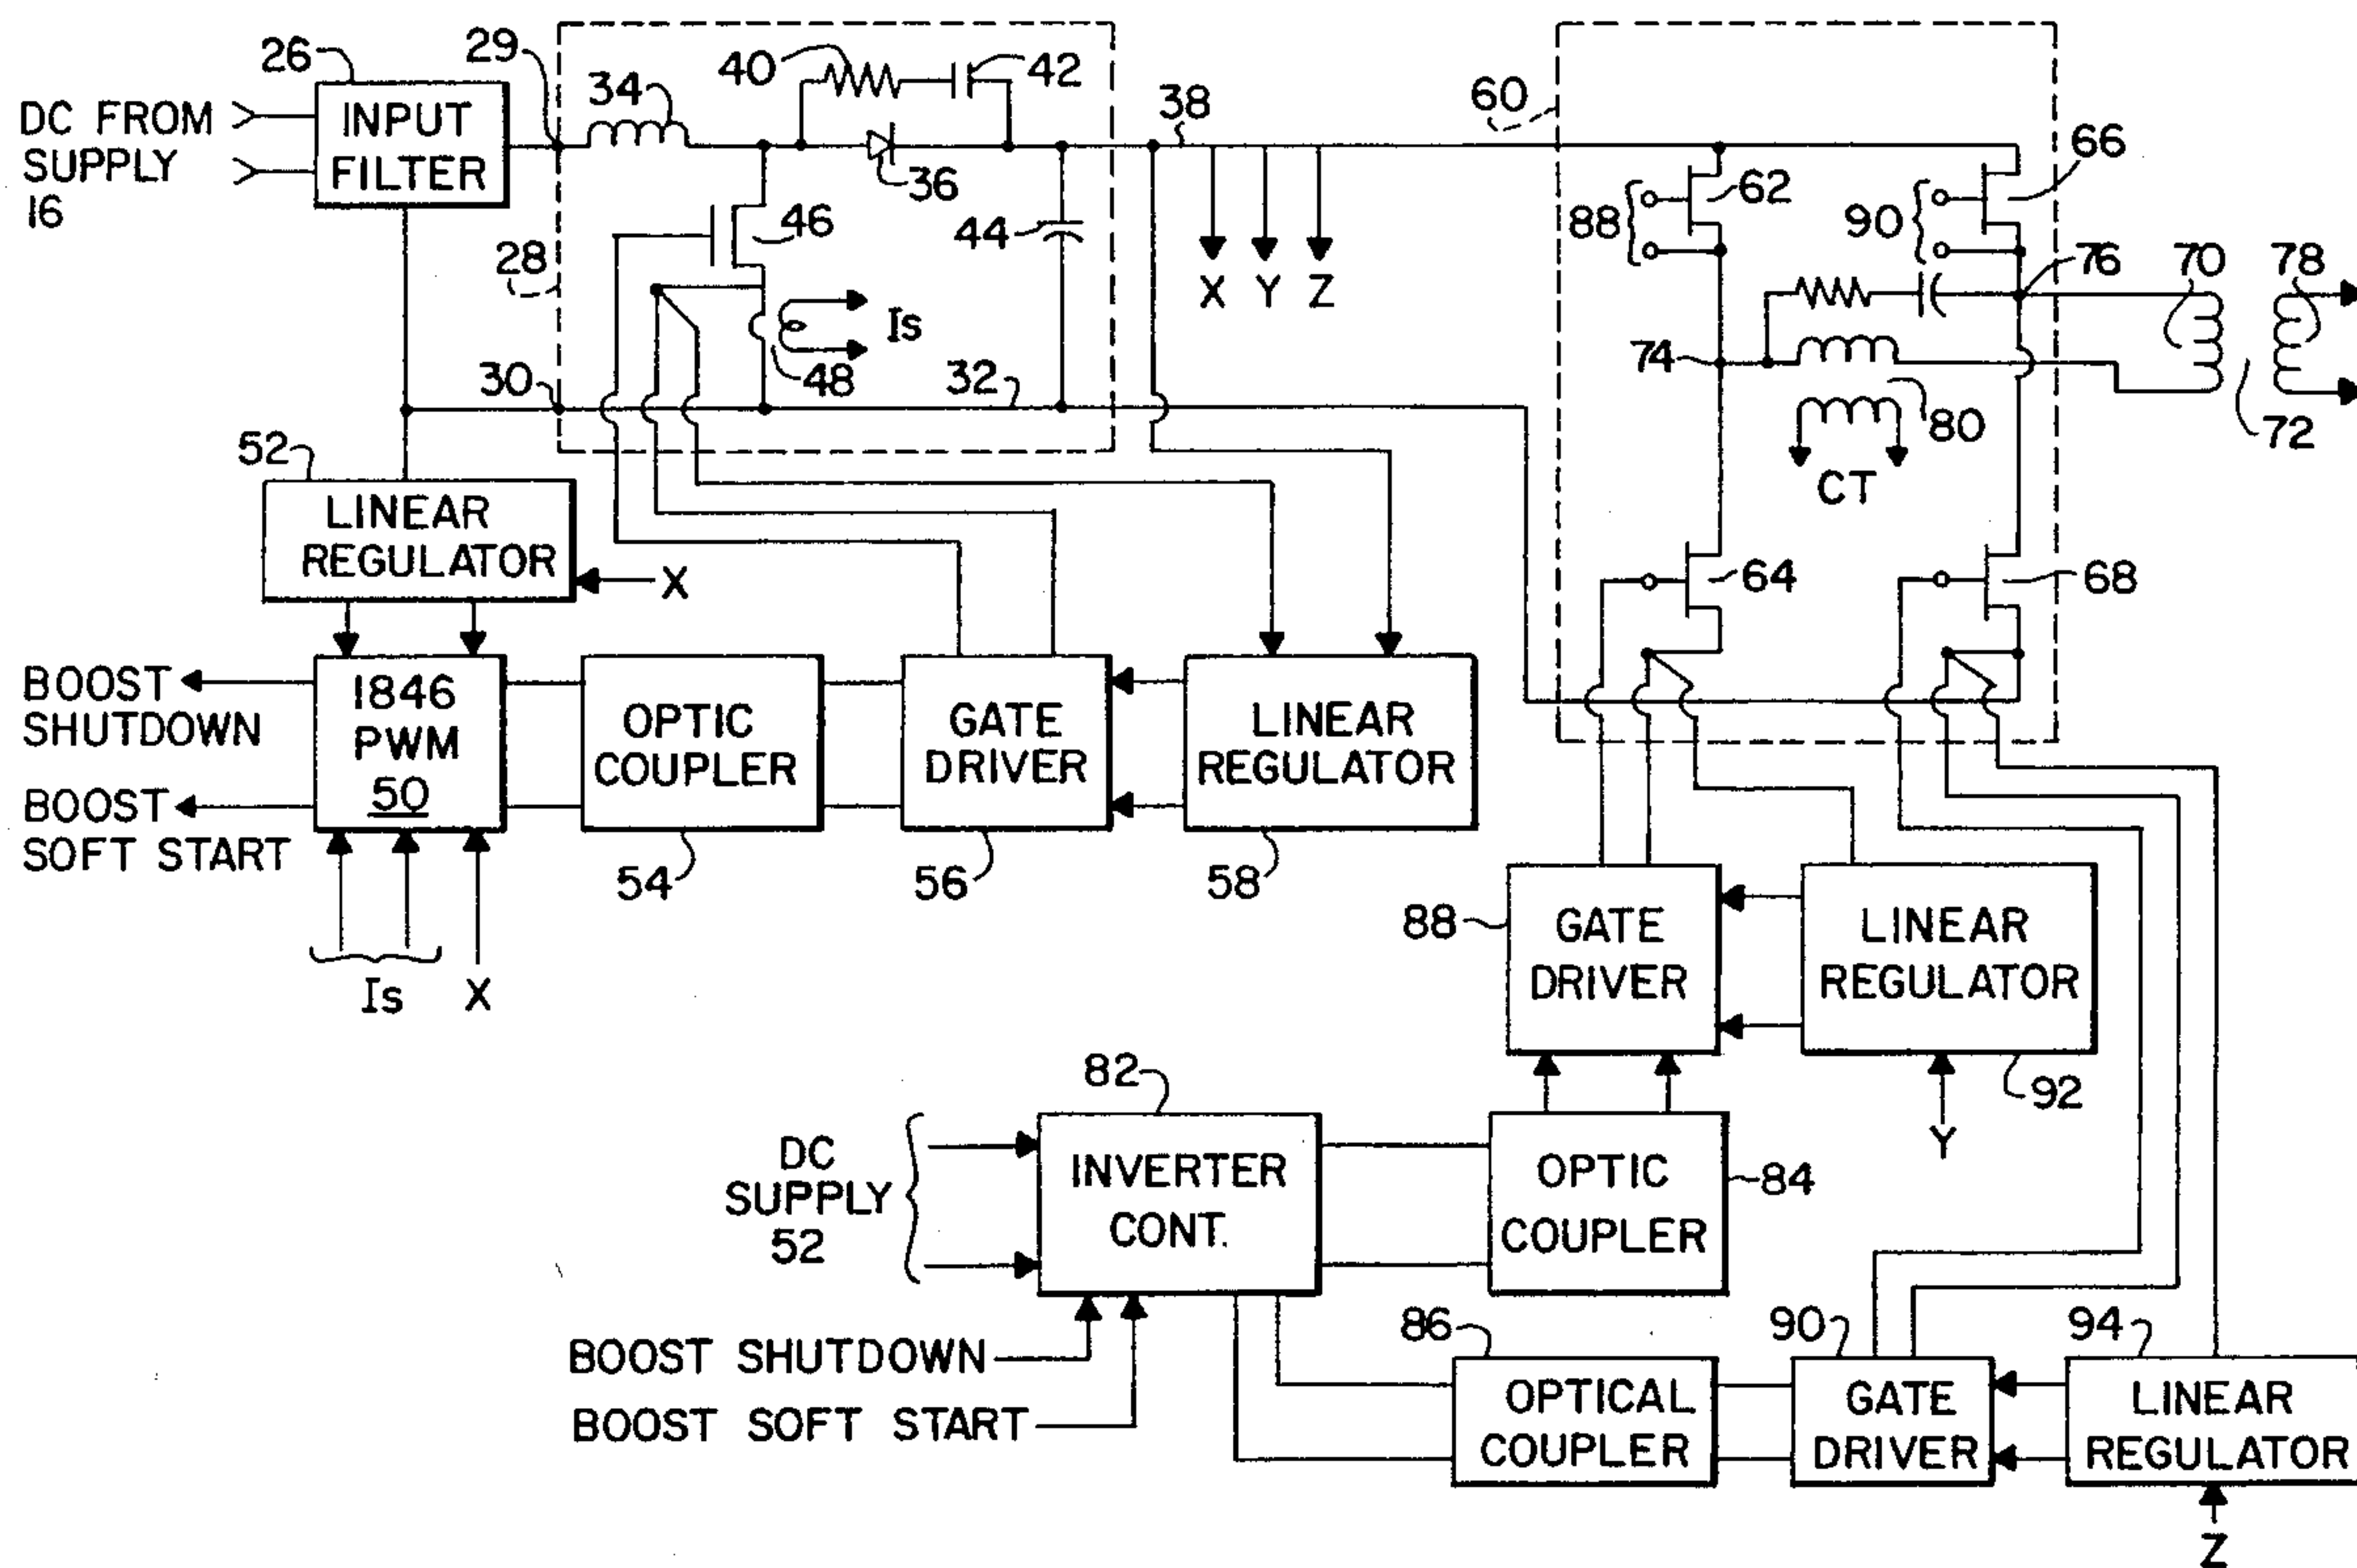 26
29
40
42
38
60
34
66
DC FROM
SUPPLY
16
INPUT
FILTER
36
62
88
90
46
44
28
X
Y
Z
76
70
78
Is
74
48
30
32
80
72
52
CT
LINEAR
REGULATOR
X
64
68
BOOST
SHUTDOWN
BOOST
SOFT START
1846
PWM
50
OPTIC
COUPLER
GATE
DRIVER
LINEAR
REGULATOR
54
56
58
Is
X
88
GATE
DRIVER
LINEAR
REGULATOR
92
Y
82
DC
SUPPLY
52
INVERTER
CONT.
OPTIC
COUPLER
84
BOOST SHUTDOWN
BOOST SOFT START
86
90
94
OPTICAL
COUPLER
GATE
DRIVER
LINEAR
REGULATOR
Z